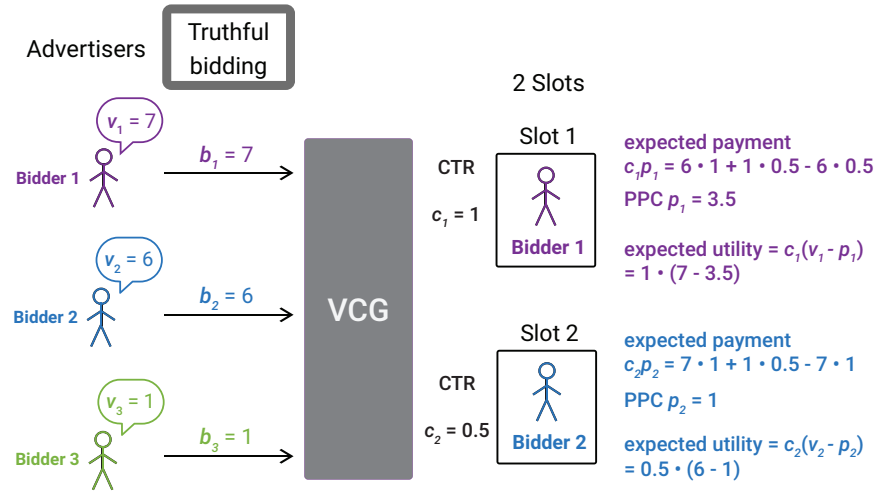 Advertisers
Truthful
bidding
2 Slots
v₁ = 7
Bidder 1
b₁ = 7
v₂ = 6
Bidder 2
b₂ = 6
v₃ = 1
Bidder 3
b₃ = 1
VCG
CTR
c₁ = 1
Slot 1
Bidder 1
expected payment
c₁p₁ = 6 • 1 + 1 • 0.5 - 6 • 0.5
PPC p₁ = 3.5
expected utility = c₁(v₁ - p₁)
= 1 • (7 - 3.5)
CTR
c₂ = 0.5
Slot 2
Bidder 2
expected payment
c₂p₂ = 7 • 1 + 1 • 0.5 - 7 • 1
PPC p₂ = 1
expected utility = c₂(v₂ - p₂)
= 0.5 • (6 - 1)